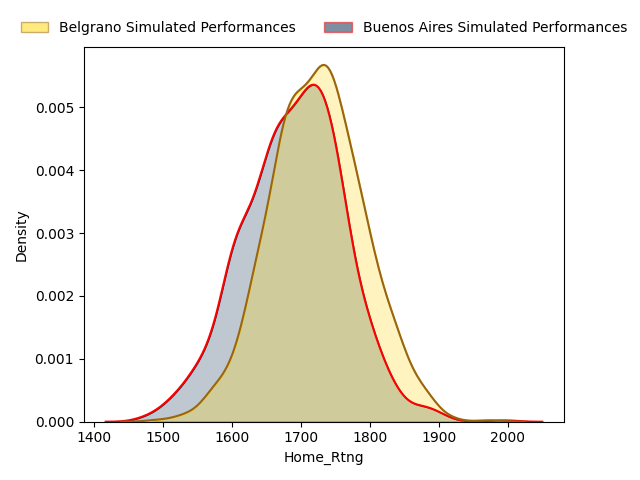 Belgrano Simulated Performances
Buenos Aires Simulated Performances
Density
0.005
0.004
0.003
0.002
0.001
0.000
1400 1500 1600 1700 1800 1900 2000
Home_Rtng